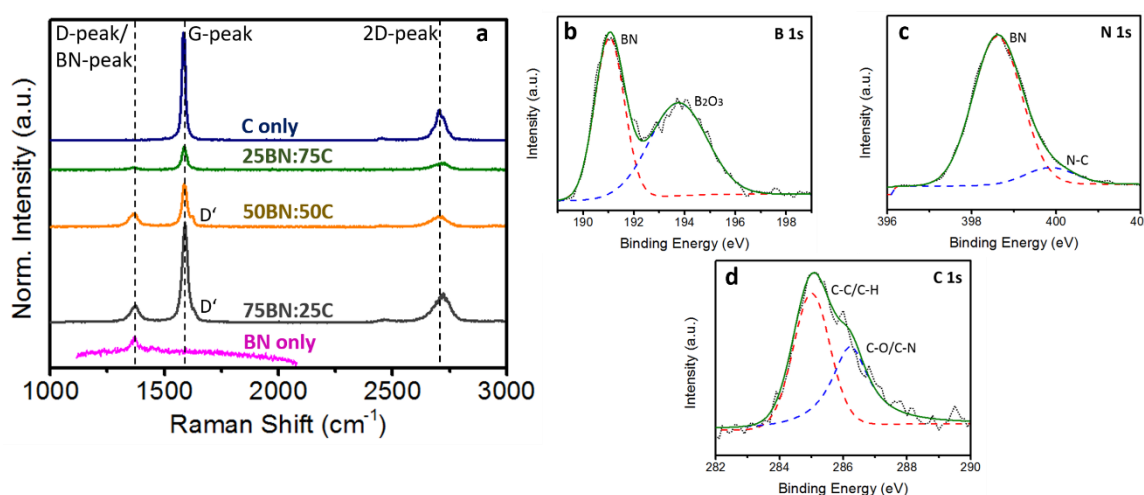 D-peak/
BN-peak
G-peak
2D-peak
a
C only
25BN:75C
50BN:50C
D'
75BN:25C
D'
BN only
Norm. Intensity (a.u.)
1000 1500 2000 2500 3000
Raman Shift (cm-1)
b
BN
B 1s
B2O3
Intensity (a.u.)
190 192 194 196 198
Binding Energy (eV)
c
BN
N 1s
N-C
Intensity (a.u.)
396 398 400 40
Binding Energy (eV)
d
C 1s
C-C/C-H
C-O/C-N
Intensity (a.u.)
282 284 286 288 290
Binding Energy (eV)